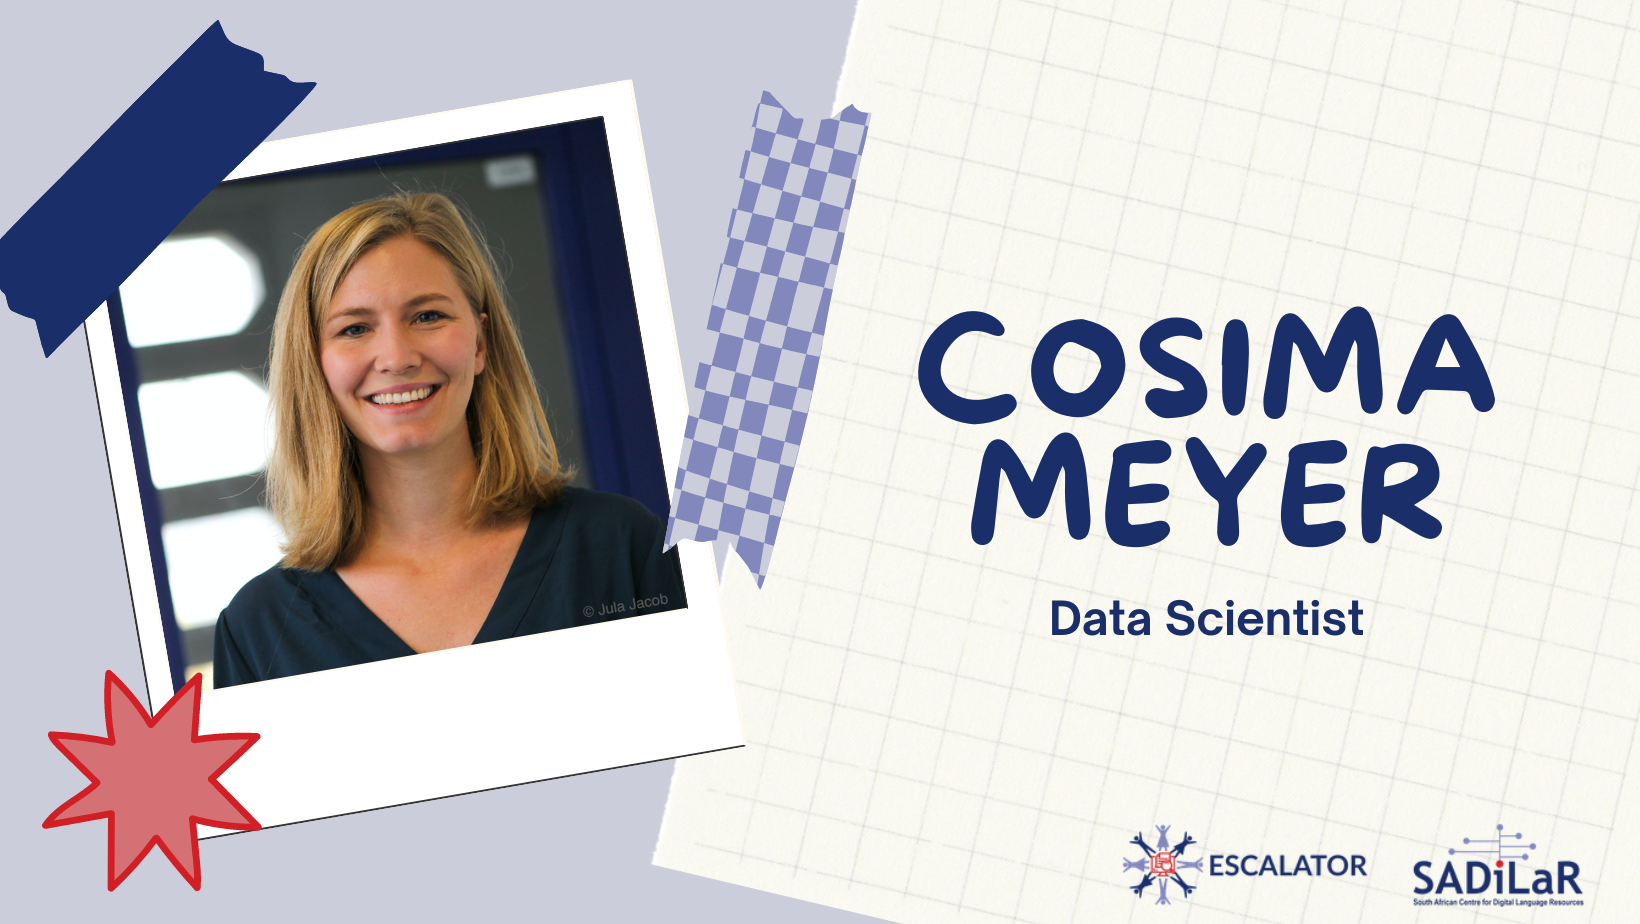 © Jula Jacob
COSIMA
MEYER
Data Scientist
ESCALATOR
SADiLaR
South African Centre for Digital Language Resources